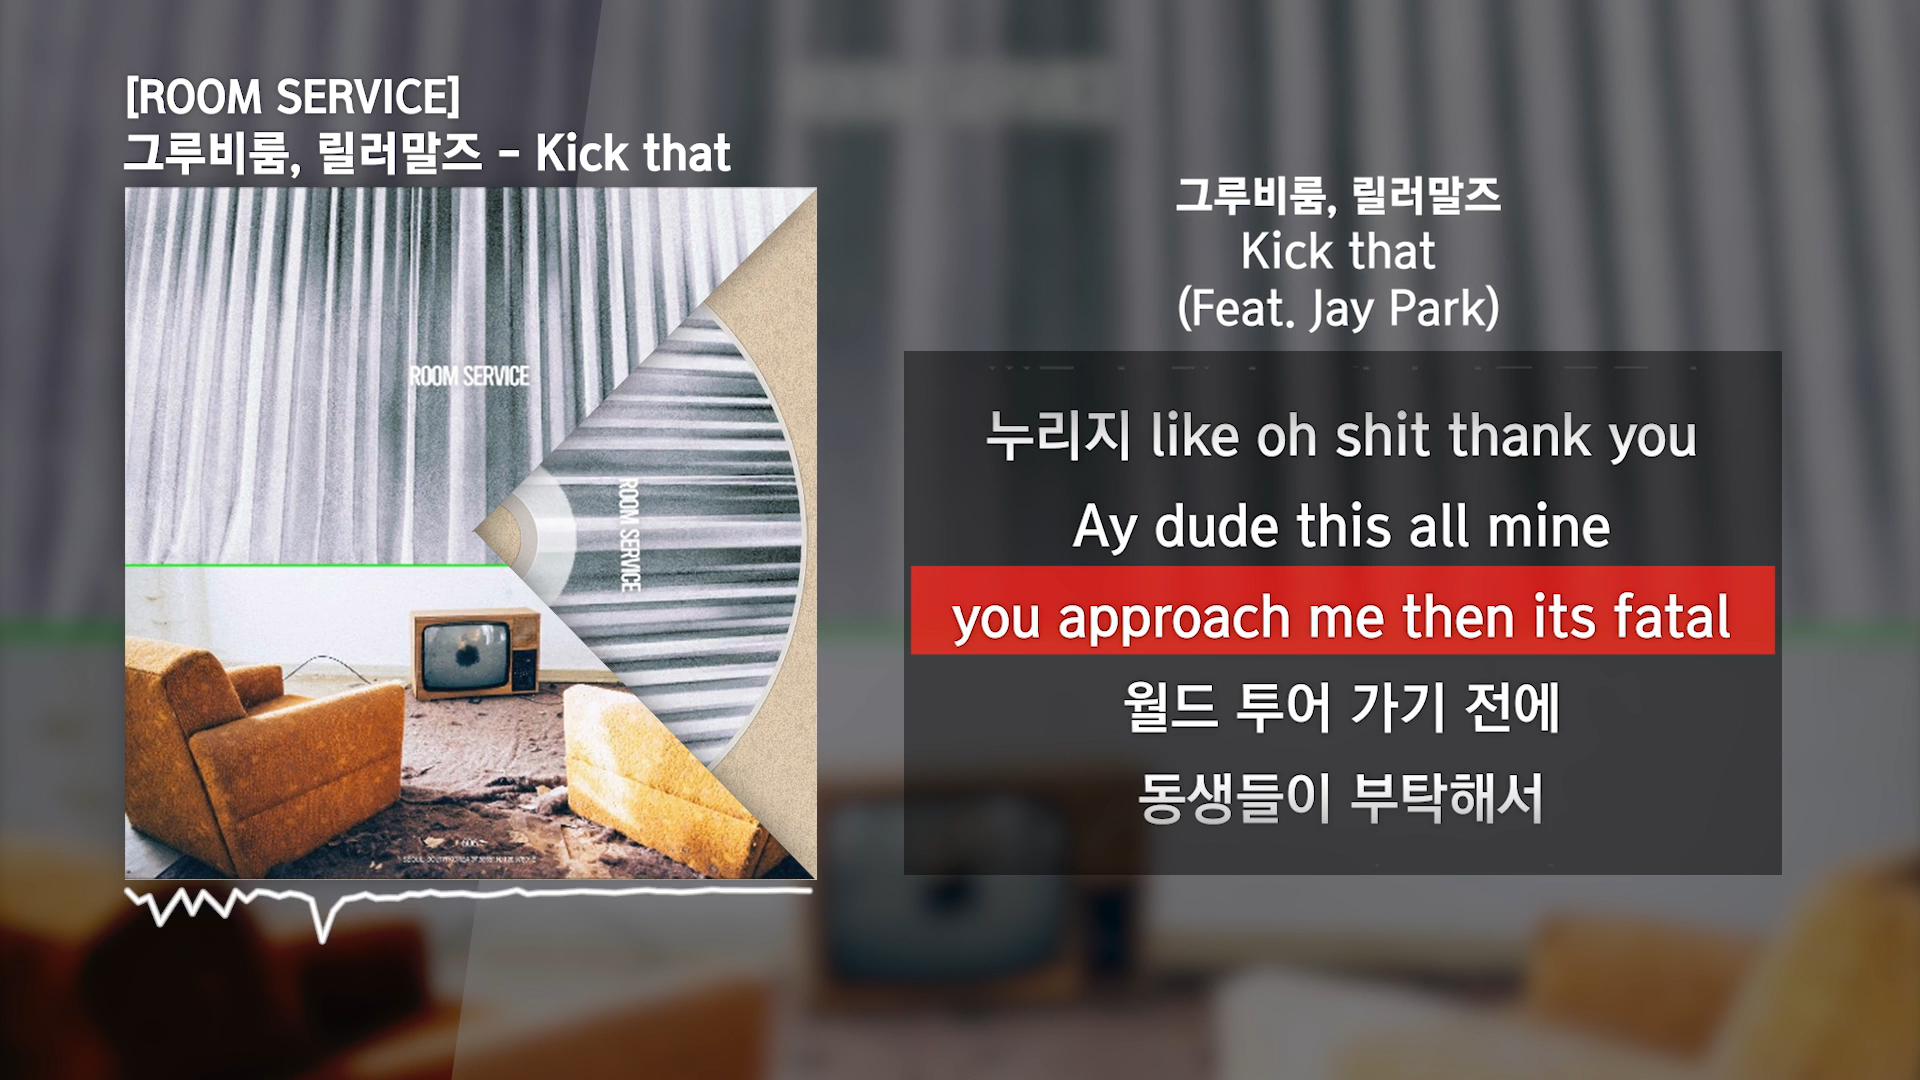 [ROOM SERVICE]
그루비룸, 릴러말즈 - Kick that
ROOM SERVICE
ROOM SERVICE
그루비룸, 릴러말즈
Kick that
(Feat. Jay Park)
누리지 like oh shit thank you
Ay dude this all mine
you approach me then its fatal
월드 투어 가기 전에
동생들이 부탁해서